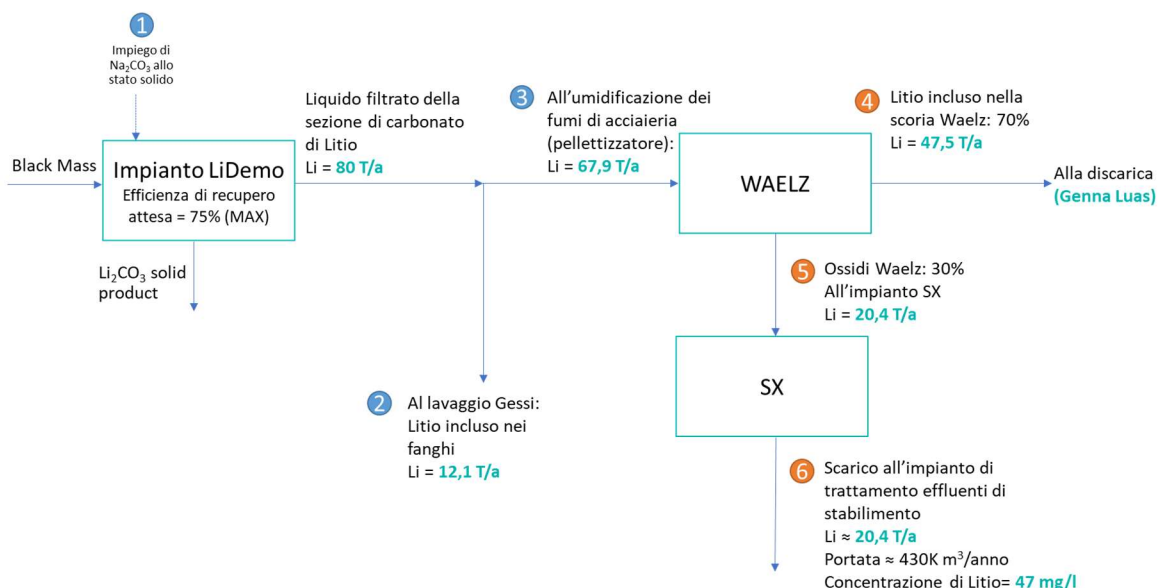 1
Impiego di
Na₂CO₃ allo
stato solido
Black Mass
Impianto LiDemo
Efficienza di recupero
attesa = 75% (MAX)
Li₂CO₃ solid
product
Liquido filtrato della
sezione di carbonato
di Litio
Li = 80 T/a
2
Al lavaggio Gessi:
Litio incluso nei
fanghi
Li = 12,1 T/a
3
All'umidificazione dei
fumi di acciaieria
(pellettizzatore):
Li = 67,9 T/a
WAELZ
4
Litio incluso nella
scoria Waelz: 70%
Li = 47,5 T/a
Alla discarica
(Genna Luas)
5
Ossidi Waelz: 30%
All'impianto SX
Li = 20,4 T/a
SX
6
Scarico all'impianto di
trattamento effluenti di
stabilimento
Li ≈ 20,4 T/a
Portata ≈ 430K m³/anno
Concentrazione di Litio= 47 mg/l